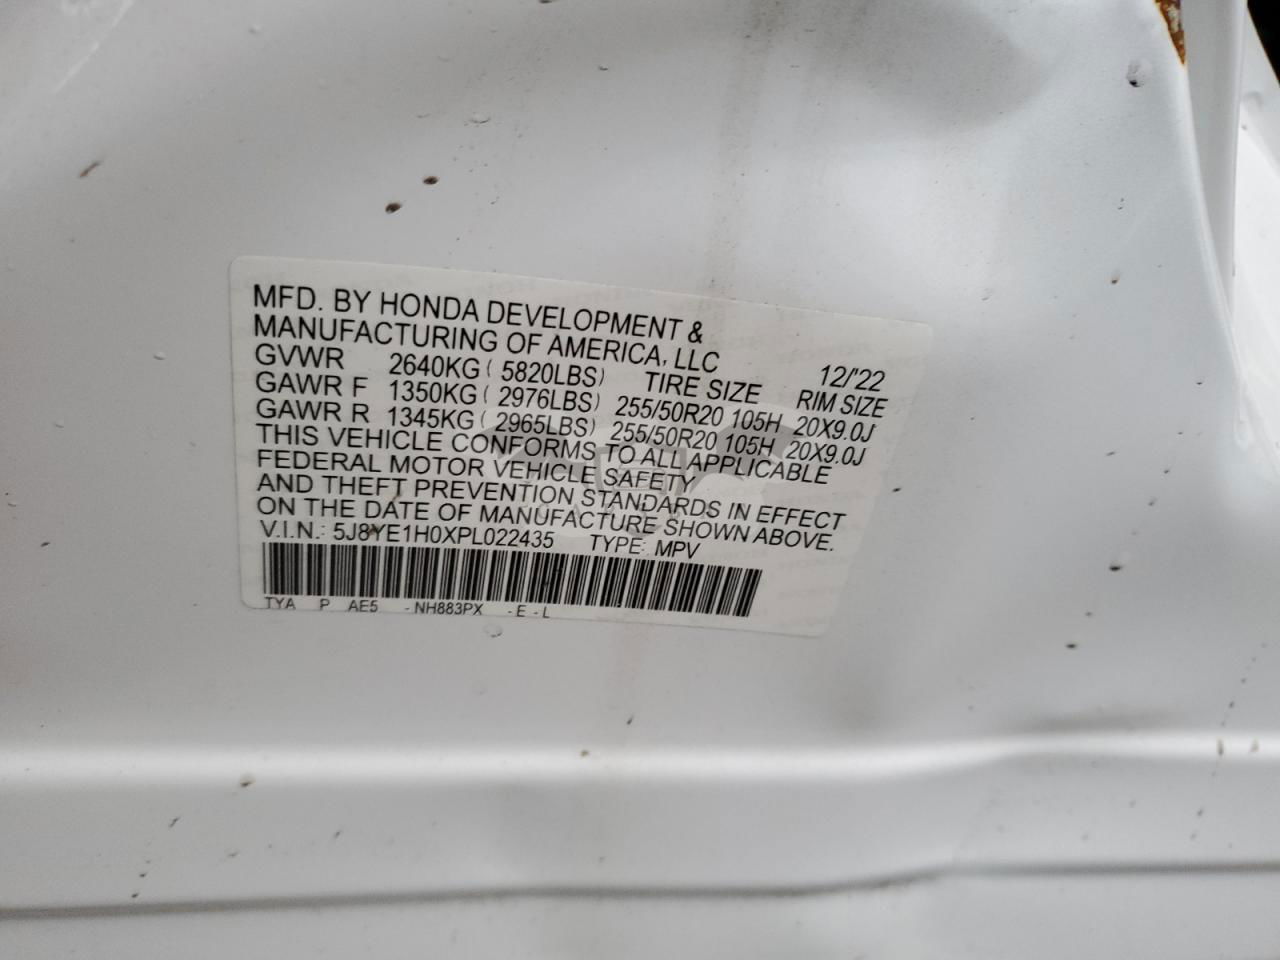 MFD. BY HONDA DEVELOPMENT &
MANUFACTURING OF AMERICA, LLC 12/'22
GVWR 2640KG ( 5820LBS) TIRE SIZE RIM SIZE
GAWR F 1350KG ( 2976LBS) 255/50R20 105H 20X9.0J
GAWR R 1345KG ( 2965LBS) 255/50R20 105H 20X9.0J
THIS VEHICLE CONFORMS TO ALL APPLICABLE
FEDERAL MOTOR VEHICLE SAFETY
AND THEFT PREVENTION STANDARDS IN EFFECT
ON THE DATE OF MANUFACTURE SHOWN ABOVE.
V.I.N.: 5J8YE1H0XPL022435 TYPE: MPV
TYA P AE5 - NH883PX - E - L